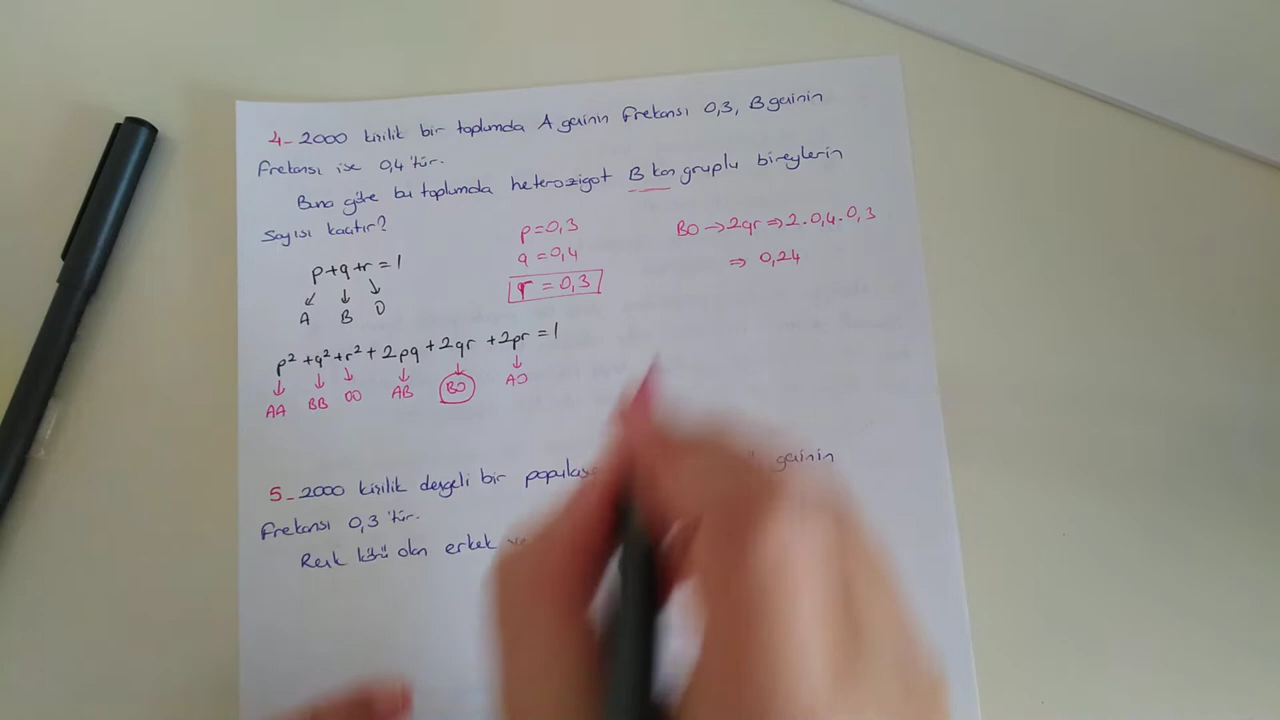 4- 2000 kişilik bir toplumda A geninin frekansı 0,3, B geninin
frekansı ise 0,4'tür.
Buna göre bu toplumda heterozigot B kan gruplu bireylerin
sayısı kaçtır?
p+q+r=1
A B O
p=0,3
q=0,4
r=0,3
BO→2qr⇒2.0,4.0,3
⇒ 0,24
p²+q²+r²+2pq+2qr+2pr=1
AA BB OO AB BO AO
5- 2000 kişilik dengeli bir geninin
frekansı 0,3'tür.
Renk körü olan erkek